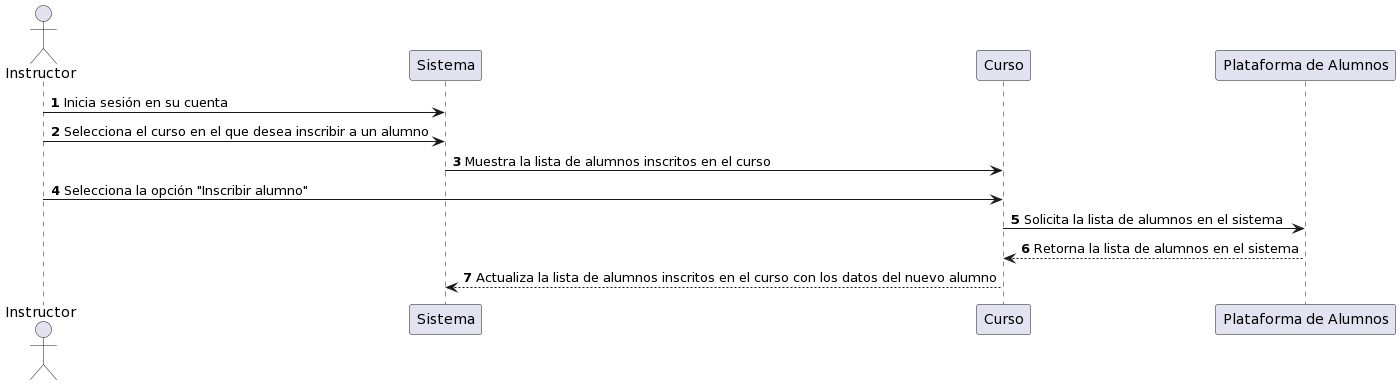 Instructor
Sistema
Curso
Plataforma de Alumnos
1 Inicia sesión en su cuenta
2 Selecciona el curso en el que desea inscribir a un alumno
3 Muestra la lista de alumnos inscritos en el curso
4 Selecciona la opción "Inscribir alumno"
5 Solicita la lista de alumnos en el sistema
6 Retorna la lista de alumnos en el sistema
7 Actualiza la lista de alumnos inscritos en el curso con los datos del nuevo alumno
Instructor
Sistema
Curso
Plataforma de Alumnos